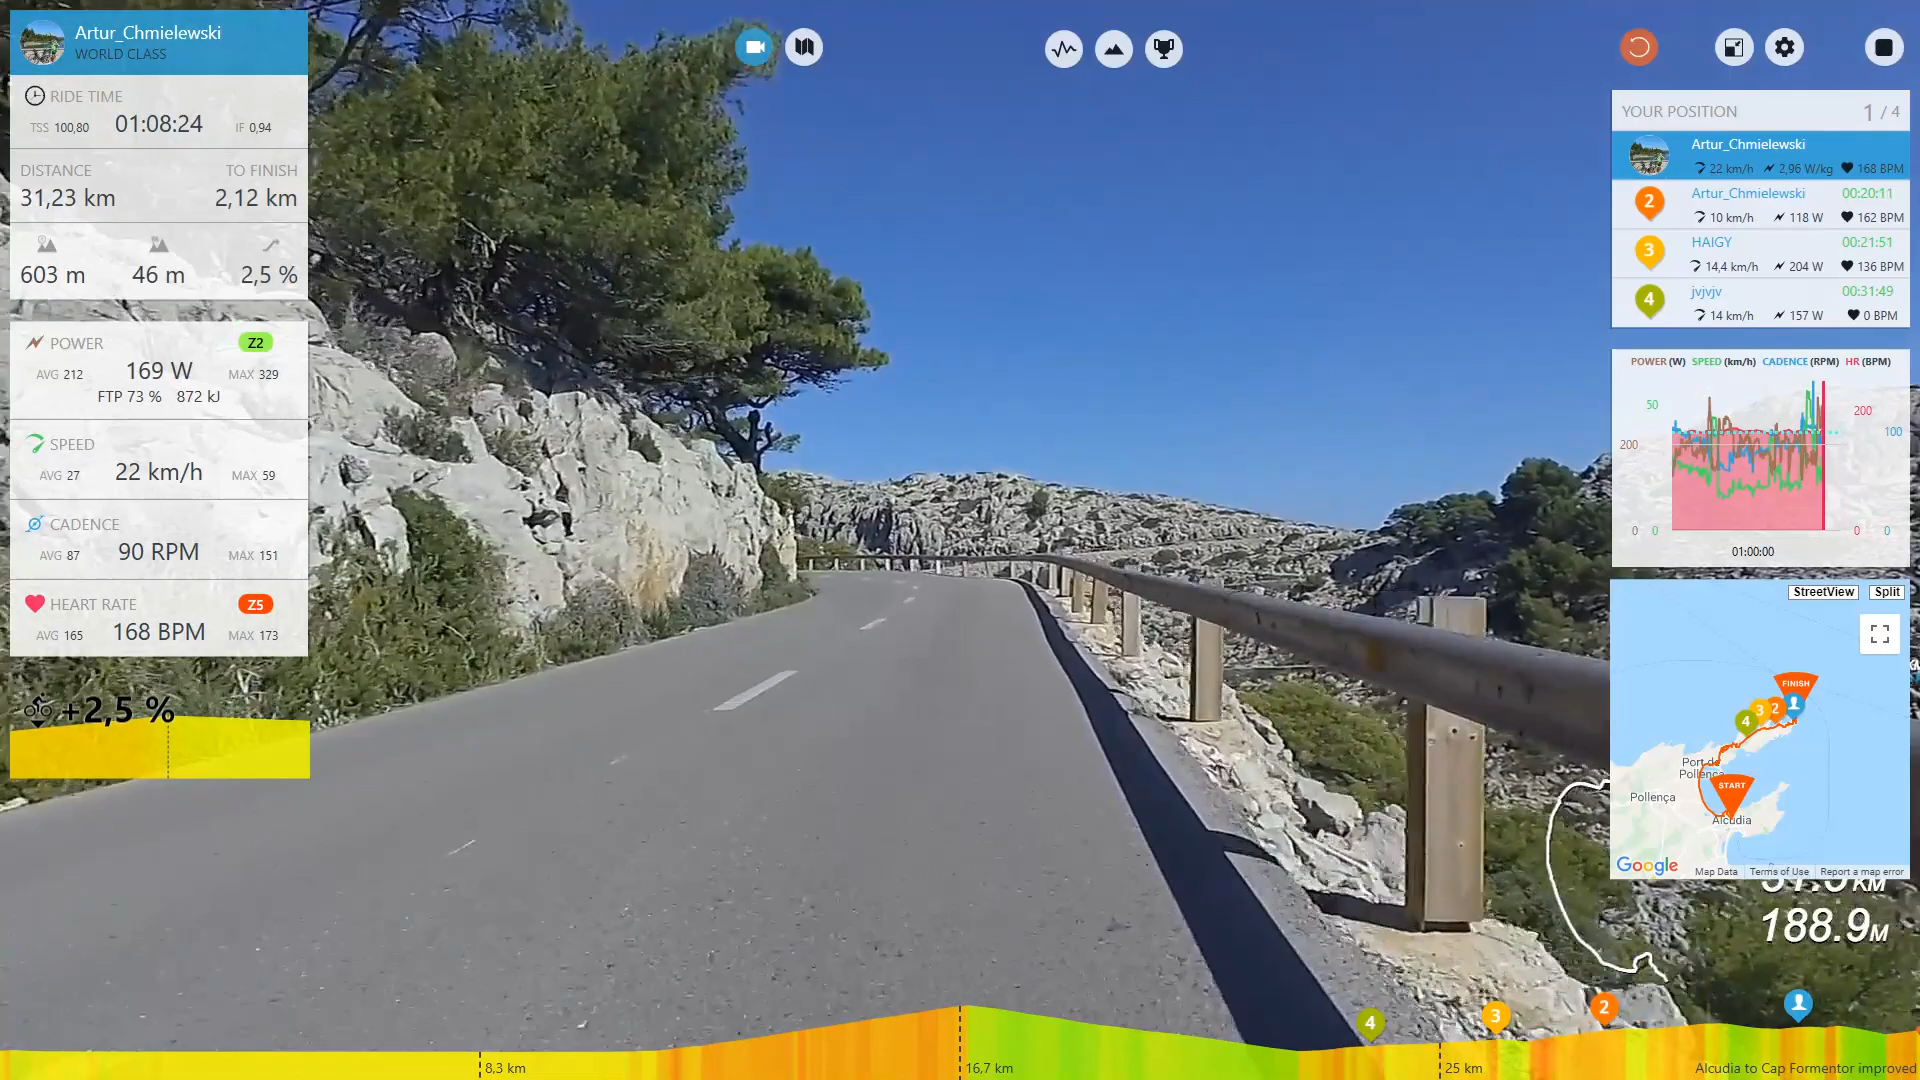 Artur_Chmielewski
WORLD CLASS
RIDE TIME
TSS 100,80 01:08:24 IF 0,94
DISTANCE TO FINISH
31,23 km 2,12 km
603 m 46 m 2,5 %
POWER Z2
AVG 212 169 W MAX 329
FTP 73 % 872 kJ
SPEED
AVG 27 22 km/h MAX 59
CADENCE
AVG 87 90 RPM MAX 151
HEART RATE Z5
AVG 165 168 BPM MAX 173
+2,5 %
YOUR POSITION 1 / 4
Artur_Chmielewski
22 km/h 2,96 W/kg 168 BPM
2 Artur_Chmielewski 00:20:11
10 km/h 118 W 162 BPM
3 HAIGY 00:21:51
14,4 km/h 204 W 136 BPM
4 jvjvjv 00:31:49
14 km/h 157 W 0 BPM
POWER (W) SPEED (km/h) CADENCE (RPM) HR (BPM)
50 200
200 100
0 0 0 0
01:00:00
StreetView Split
FINISH
4 3 2
Port de
Pollença
START
Pollença
Alcudia
Google Map Data Terms of Use Report a map error
KM
188.9M
4 3 2
8,3 km 16,7 km 25 km Alcudia to Cap Formentor improved